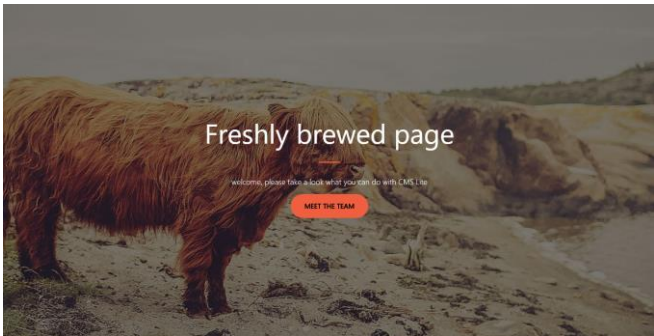 Freshly brewed page
welcome, please take a look what you can do with CMS Lite
MEET THE TEAM